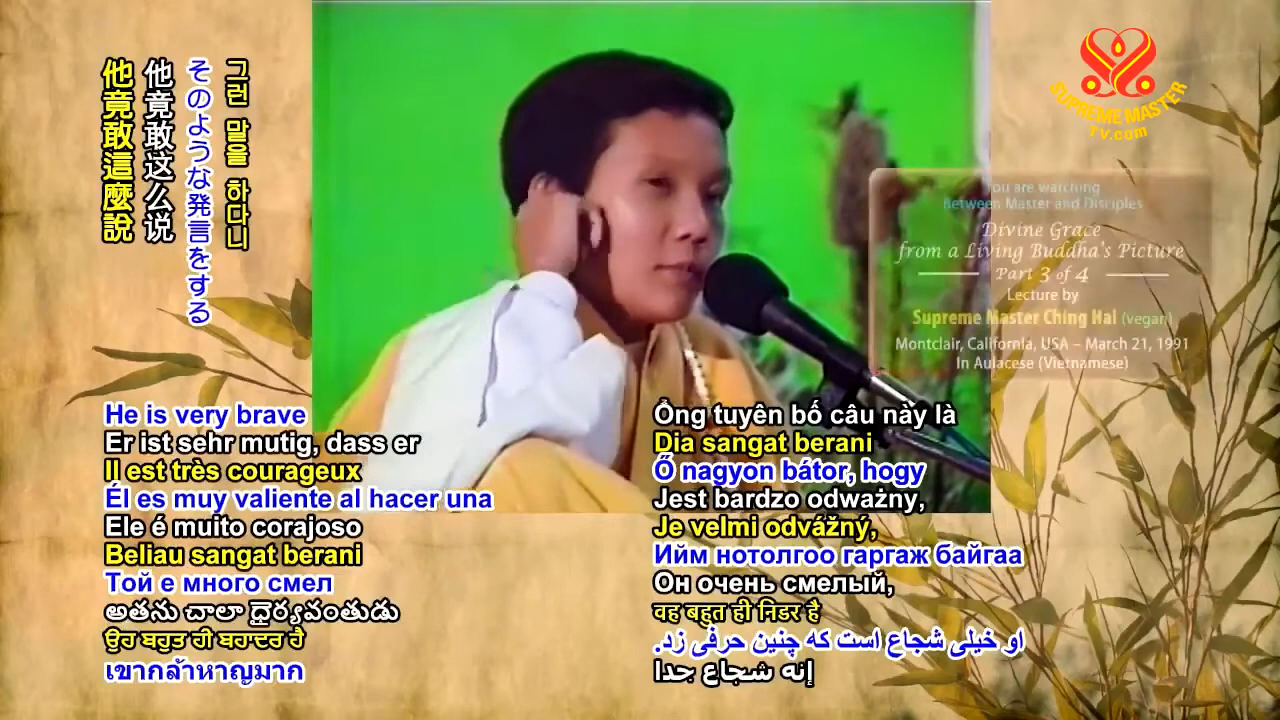 그런 말을 하다니
そのような発言をする
他竟敢这么说
他竟敢這麼說
SUPREME MASTER
TV.com
You are watching
Between Master and Disciples
Divine Grace
from a Living Buddha's Picture
Part 3 of 4
Lecture by
Supreme Master Ching Hai (vegan)
Montclair, California, USA – March 21, 1991
In Aulacese (Vietnamese)
He is very brave
Er ist sehr mutig, dass er
Il est très courageux
Él es muy valiente al hacer una
Ele é muito corajoso
Beliau sangat berani
Той е много смел
అతను చాలా ధైర్యవంతుడు
ਉਹ ਬਹੁਤ ਹੀ ਬਹਾਦਰ ਹੈ
เขากล้าหาญมาก
Ổng tuyên bố câu nầy là
Dia sangat berani
Ő nagyon bátor, hogy
Jest bardzo odważny,
Je velmi odvážný,
Ийм нотолгоо гаргаж байгаа
Он очень смелый,
वह बहुत ही निडर है
او خیلی شجاع است که چنین حرفی زد.
إنه شجاع جدا